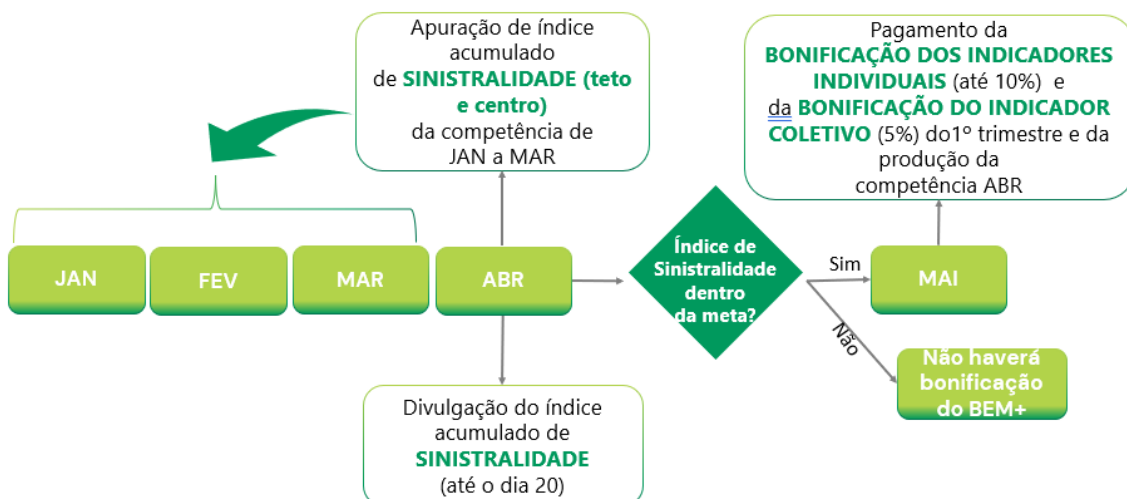 Apuração de índice
acumulado
de SINISTRALIDADE (teto
e centro)
da competência de
JAN a MAR
Pagamento da
BONIFICAÇÃO DOS INDICADORES
INDIVIDUAIS (até 10%) e
da BONIFICAÇÃO DO INDICADOR
COLETIVO (5%) do1º trimestre e da
produção da
competência ABR
JAN
FEV
MAR
ABR
Índice de
Sinistralidade
dentro
da meta?
Sim
MAI
Não
Não haverá
bonificação
do BEM+
Divulgação do índice
acumulado de
SINISTRALIDADE
(até o dia 20)